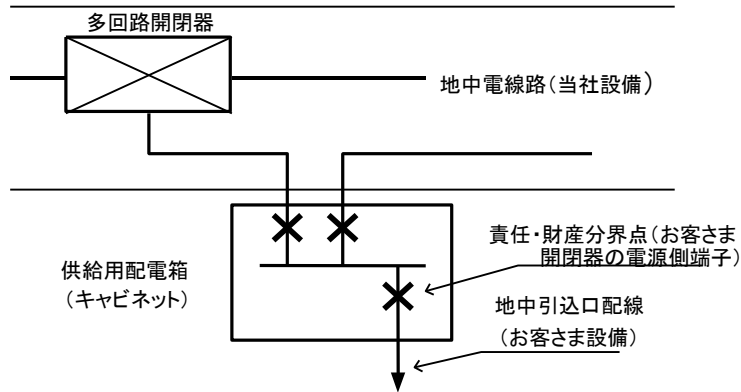 多回路開閉器
地中電線路(当社設備)
責任・財産分界点(お客さま
開閉器の電源側端子)
供給用配電箱
(キャビネット)
地中引込口配線
(お客さま設備)